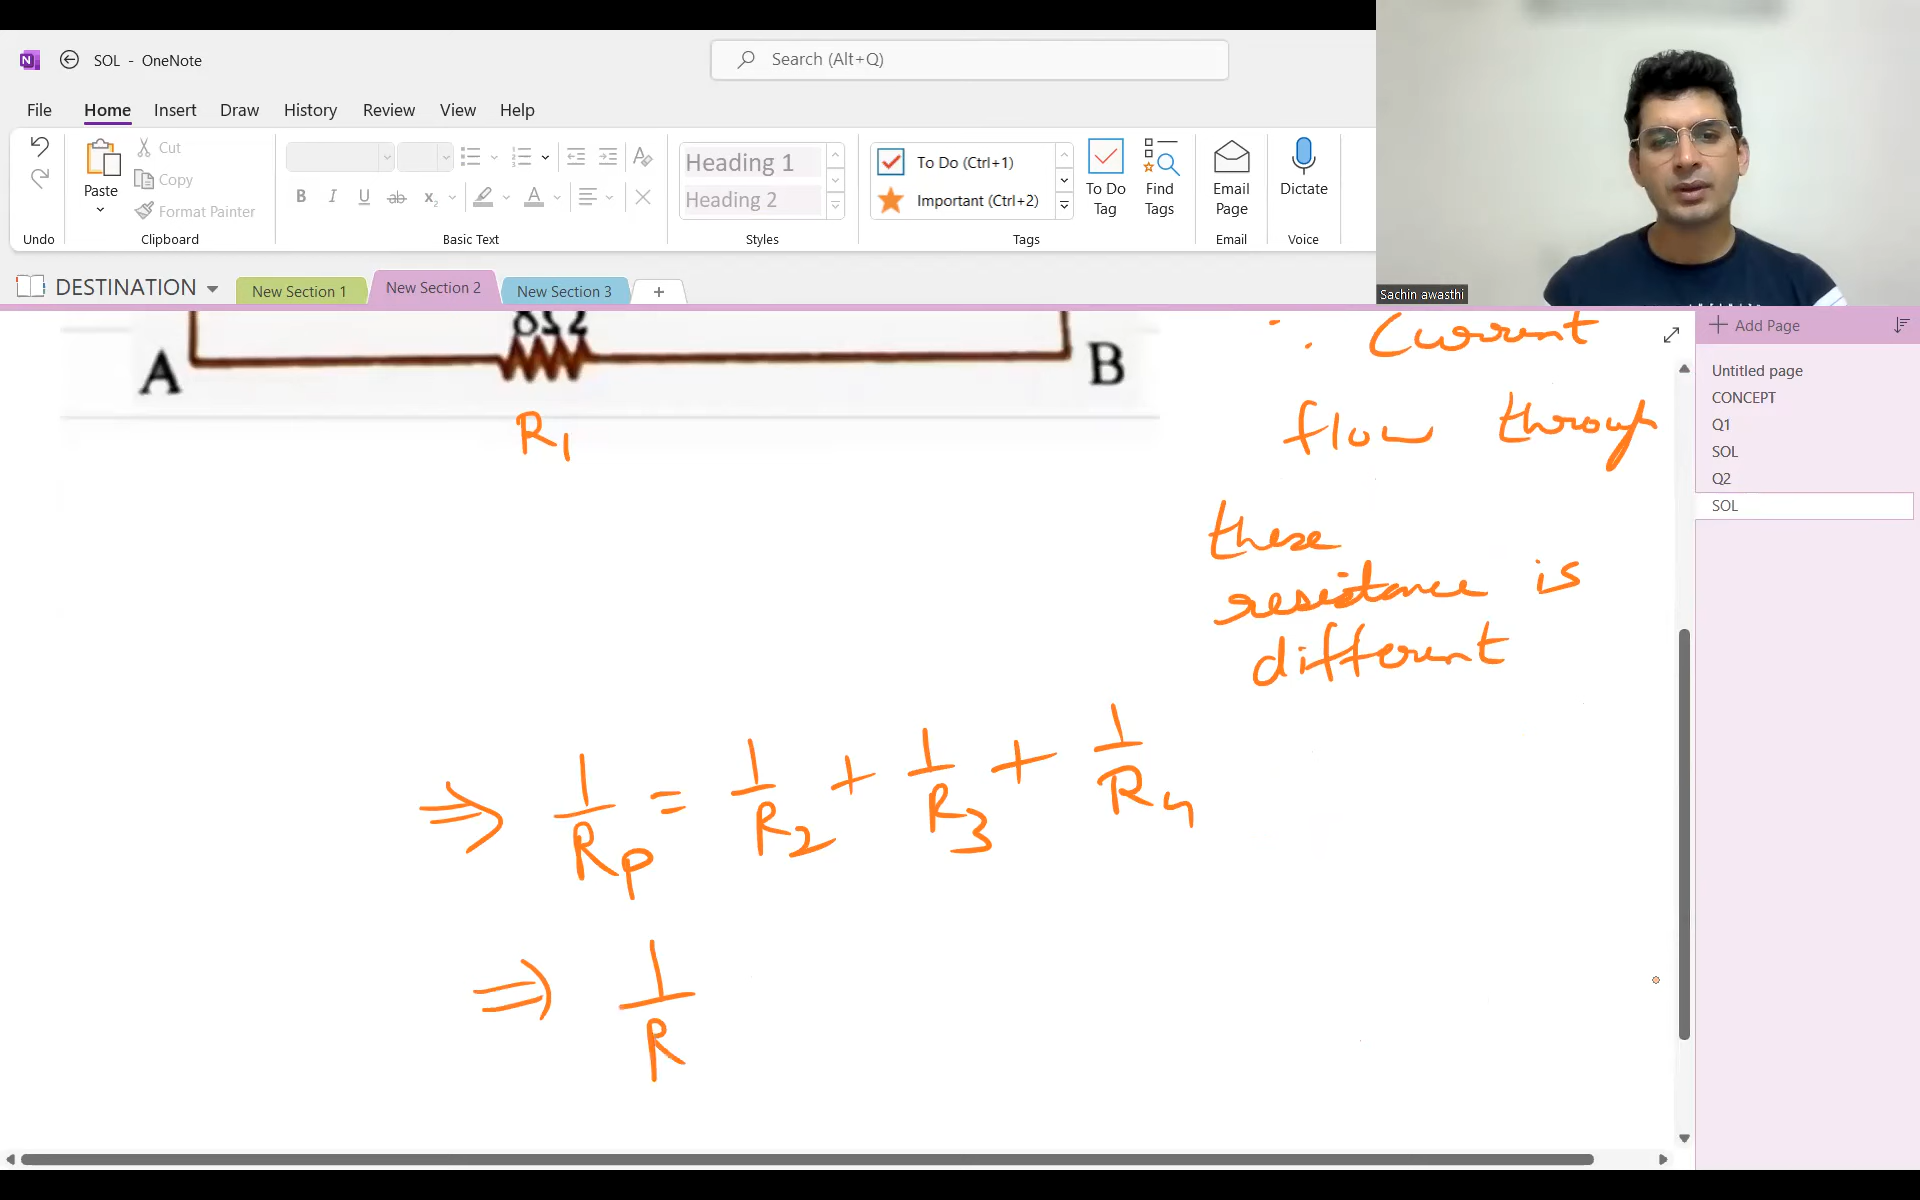 SOL - OneNote
Search (Alt+Q)
File Home Insert Draw History Review View Help
Undo
Paste
Cut
Copy
Format Painter
Clipboard
B I U ab x₂ A
Basic Text
Heading 1
Heading 2
Styles
To Do (Ctrl+1)
Important (Ctrl+2)
To Do Tag
Find Tags
Tags
Email Page
Email
Dictate
Voice
Sachin awasthi
DESTINATION
New Section 1
New Section 2
New Section 3
+
Add Page
Untitled page
CONCEPT
Q1
SOL
Q2
SOL
8Ω
A
B
R₁
∵ Current
flow through
these
resistance is
different
⇒ 1/Rp = 1/R₂ + 1/R₃ + 1/R₄
⇒ 1/R